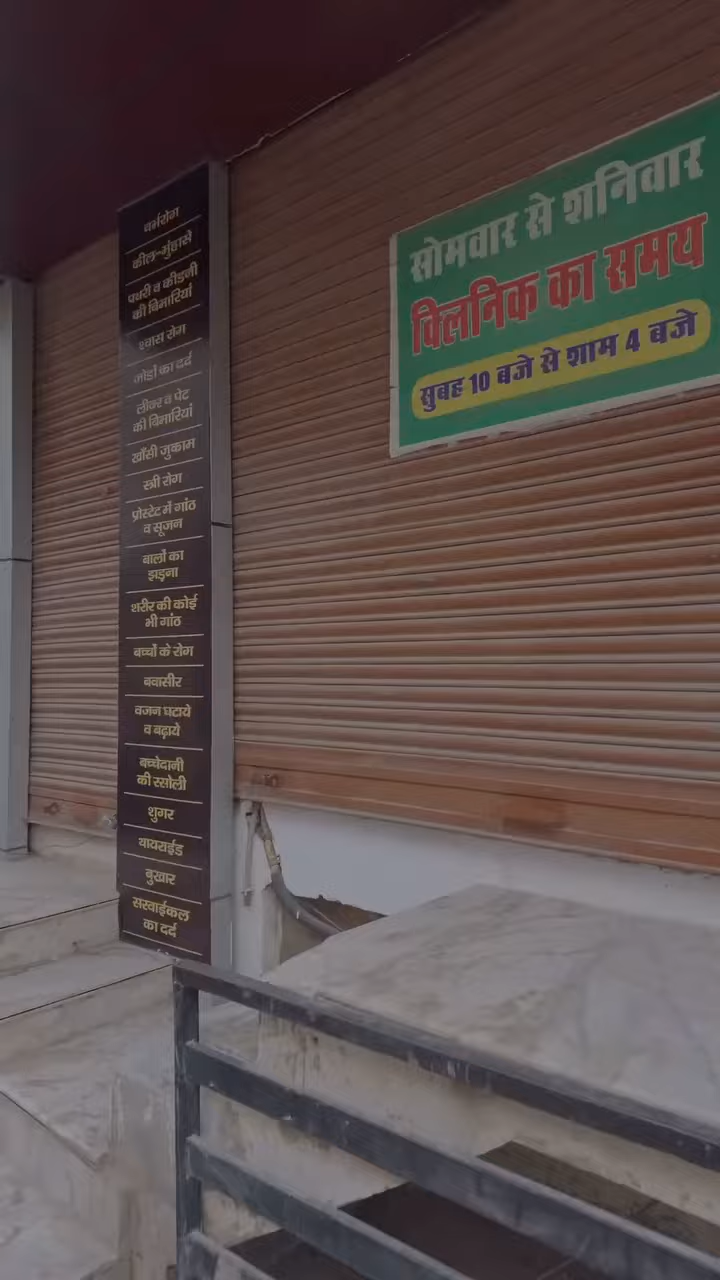 चर्मरोग
कील-मुंहासे
पथरी व कीडनी
की बिमारियां
श्वास रोग
जोड़ों का दर्द
लीवर व पेट
की बिमारियां
खाँसी जुकाम
स्त्री रोग
प्रोस्टेट में गांठ
व सूजन
बालों का
झड़ना
शरीर की कोई
भी गांठ
बच्चों के रोग
बवासीर
वजन घटाये
व बढ़ाये
बच्चेदानी
की रसोली
शुगर
थायराईड
बुखार
सरवाईकल
का दर्द
सोमवार से शनिवार
क्लिनिक का समय
सुबह 10 बजे से शाम 4 बजे